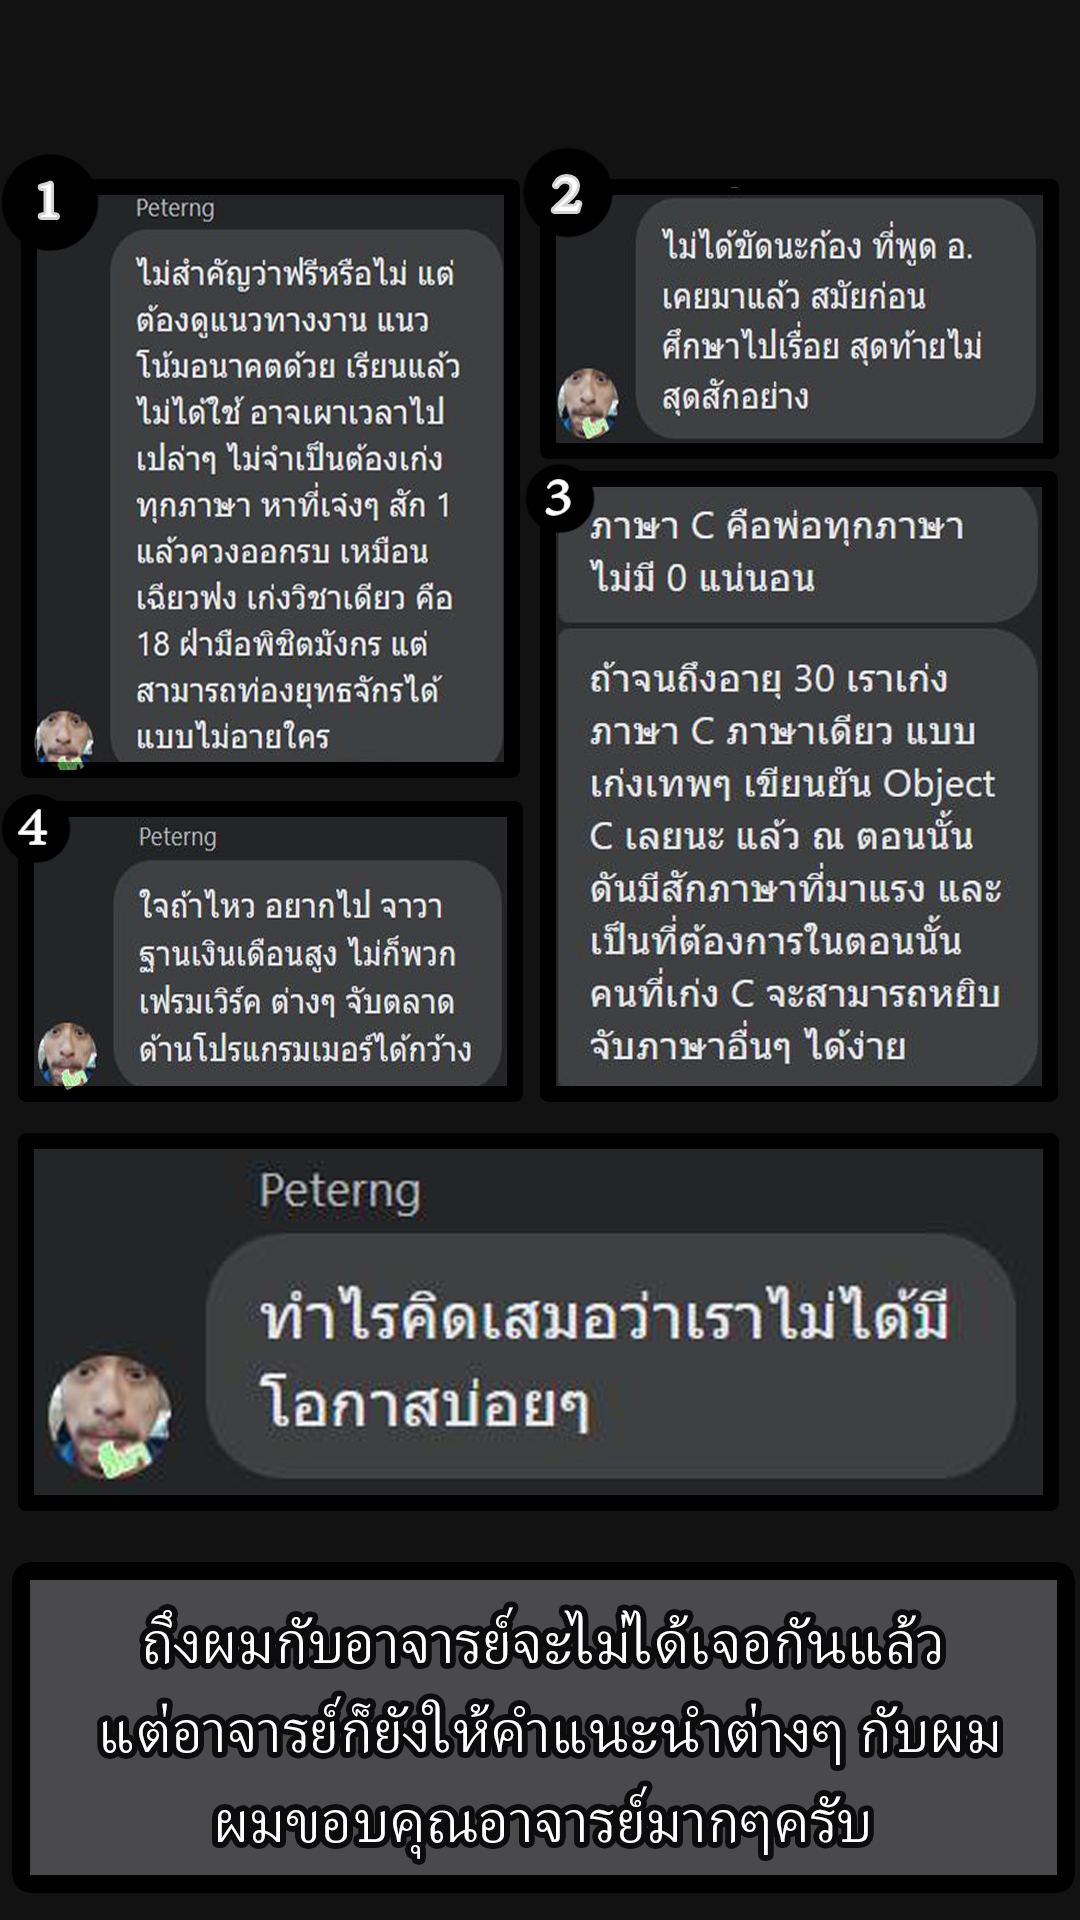 1
Peterng
ไม่สำคัญว่าฟรีหรือไม่ แต่
ต้องดูแนวทางงาน แนว
โน้มอนาคตด้วย เรียนแล้ว
ไม่ได้ใช้ อาจเผาเวลาไป
เปล่าๆ ไม่จำเป็นต้องเก่ง
ทุกภาษา หาที่เจ๋งๆ สัก 1
แล้วควงออกรบ เหมือน
เฉียวฟง เก่งวิชาเดียว คือ
18 ฝ่ามือพิชิตมังกร แต่
สามารถท่องยุทธจักรได้
แบบไม่อายใคร
2
ไม่ได้ขัดนะก้อง ที่พูด อ.
เคยมาแล้ว สมัยก่อน
ศึกษาไปเรื่อย สุดท้ายไม่
สุดสักอย่าง
3
ภาษา C คือพ่อทุกภาษา
ไม่มี 0 แน่นอน
ถ้าจนถึงอายุ 30 เราเก่ง
ภาษา C ภาษาเดียว แบบ
เก่งเทพๆ เขียนยัน Object
C เลยนะ แล้ว ณ ตอนนั้น
ดันมีสักภาษาที่มาแรง และ
เป็นที่ต้องการในตอนนั้น
คนที่เก่ง C จะสามารถหยิบ
จับภาษาอื่นๆ ได้ง่าย
4
Peterng
ใจถ้าไหว อยากไป จาวา
ฐานเงินเดือนสูง ไม่ก็พวก
เฟรมเวิร์ค ต่างๆ จับตลาด
ด้านโปรแกรมเมอร์ได้กว้าง
Peterng
ทำไรคิดเสมอว่าเราไม่ได้มี
โอกาสบ่อยๆ
ถึงผมกับอาจารย์จะไม่ได้เจอกันแล้ว
แต่อาจารย์ก็ยังให้คำแนะนำต่างๆ กับผม
ผมขอบคุณอาจารย์มากๆครับ